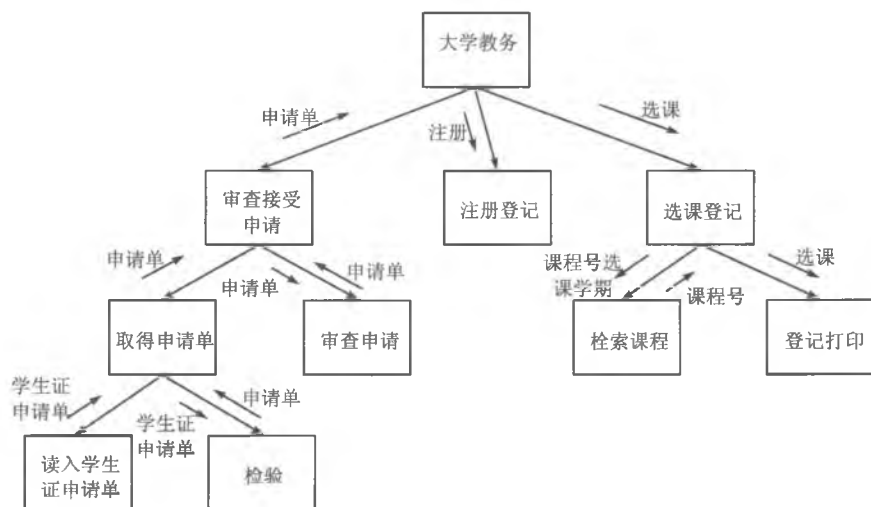 大学教务
申请单
注册
选课
审查接受
申请
注册登记
选课登记
申请单
申请单
申请单
课程号选
课学期
课程号
选课
取得申请单
审查申请
检索课程
登记打印
学生证
申请单
学生证
申请单
申请单
读入学生
证申请单
检验